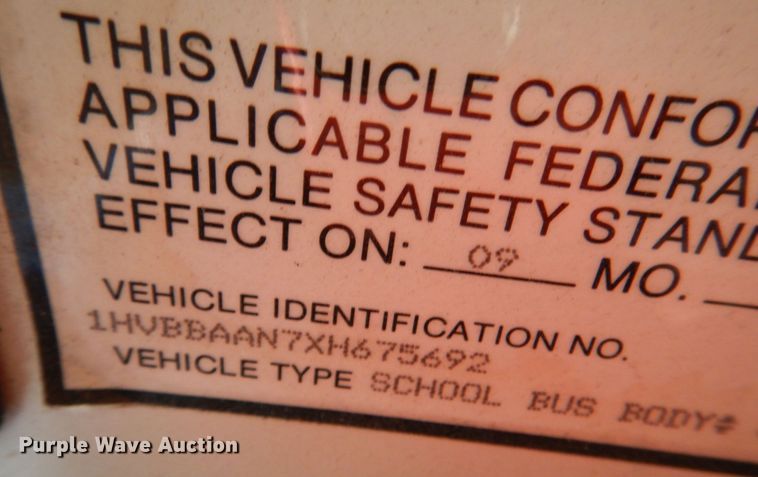 THIS VEHICLE CONFOR
APPLICABLE FEDERA
VEHICLE SAFETY STAND
EFFECT ON: 09 MO.
VEHICLE IDENTIFICATION NO.
1HVBBAAN7XH675692
VEHICLE TYPE SCHOOL BUS BODY#
Purple Wave Auction